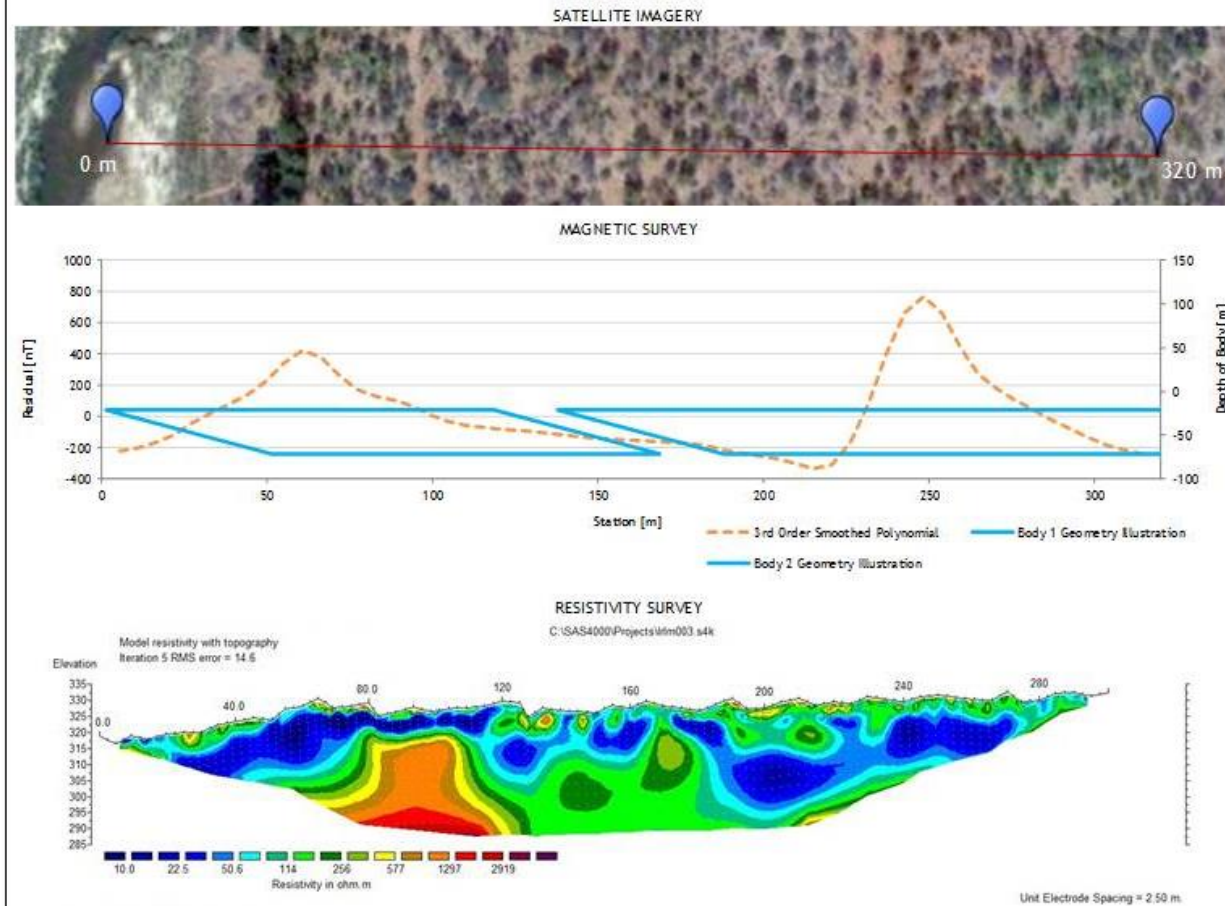 SATELLITE IMAGERY
0 m
320 m
MAGNETIC SURVEY
1000
800
600
400
200
0
-200
-400
150
100
50
0
-50
-100
Residual [nT]
Depth of Body [m]
0 50 100 150 200 250 300
Station [m]
3rd Order Smoothed Polynomial
Body 1 Geometry Illustration
Body 2 Geometry Illustration
RESISTIVITY SURVEY
Model resistivity with topography
Iteration 5 RMS error = 14.6
Elevation
335
330
325
320
315
310
305
300
295
290
285
0.0 40.0 80.0 120 160 200 240 280
10.0 22.5 50.6 114 256 577 1297 2919
Resistivity in ohm.m
Unit Electrode Spacing = 2.50 m.